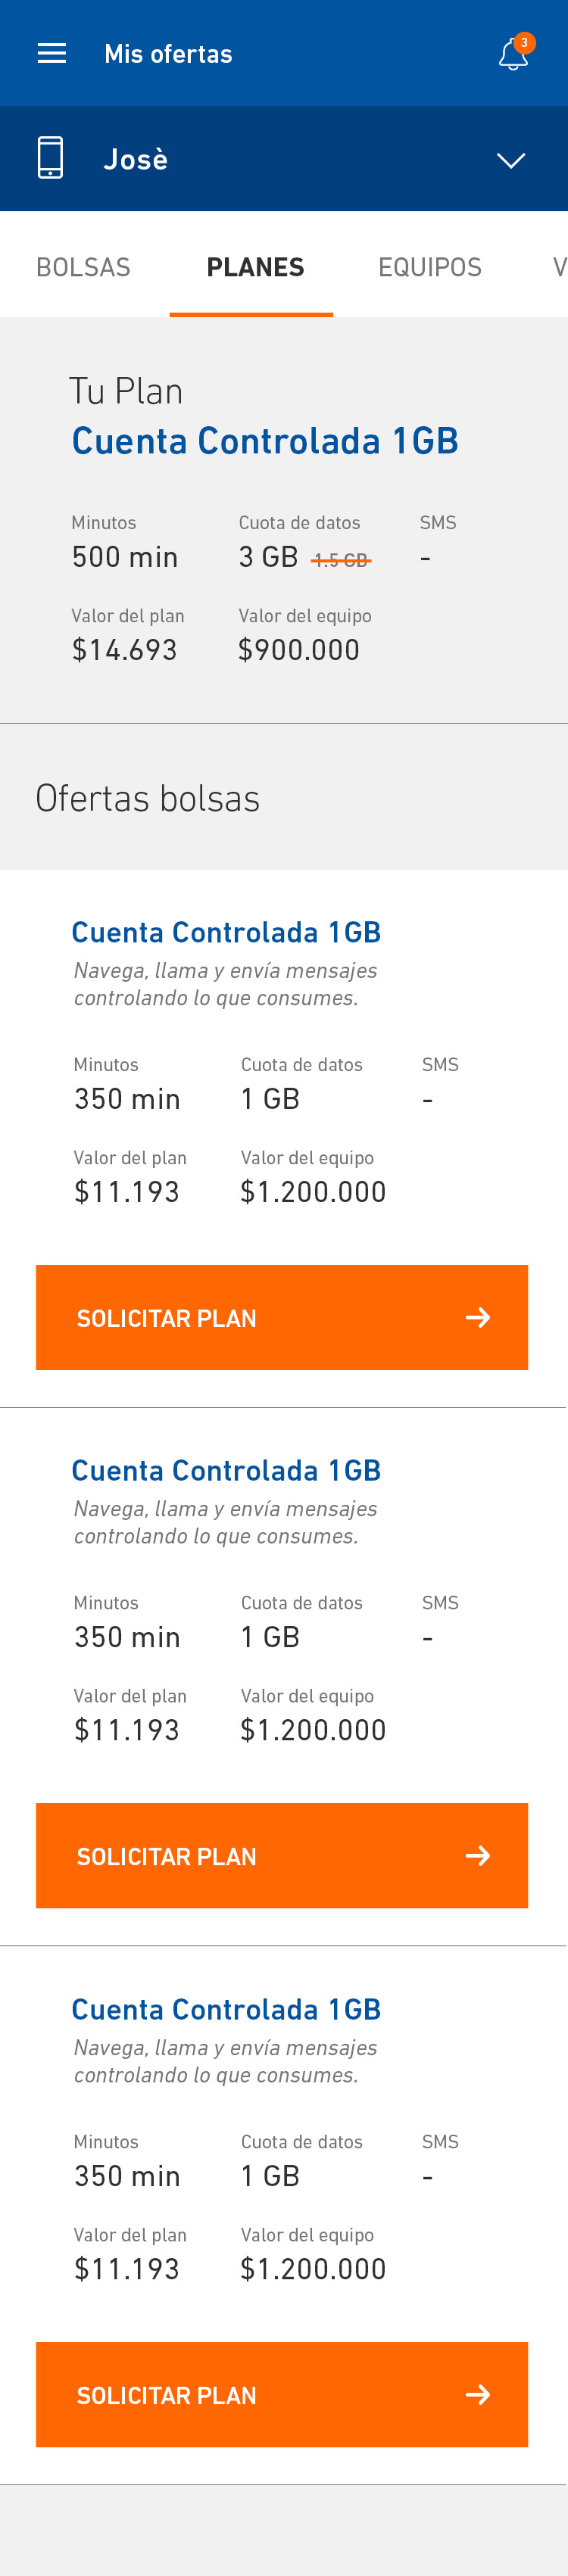 Mis ofertas
3
Josè
BOLSAS PLANES EQUIPOS V
Tu Plan
Cuenta Controlada 1GB
Minutos Cuota de datos SMS
500 min 3 GB 1.5 GB -
Valor del plan Valor del equipo
$14.693 $900.000
Ofertas bolsas
Cuenta Controlada 1GB
Navega, llama y envía mensajes
controlando lo que consumes.
Minutos Cuota de datos SMS
350 min 1 GB -
Valor del plan Valor del equipo
$11.193 $1.200.000
SOLICITAR PLAN
Cuenta Controlada 1GB
Navega, llama y envía mensajes
controlando lo que consumes.
Minutos Cuota de datos SMS
350 min 1 GB -
Valor del plan Valor del equipo
$11.193 $1.200.000
SOLICITAR PLAN
Cuenta Controlada 1GB
Navega, llama y envía mensajes
controlando lo que consumes.
Minutos Cuota de datos SMS
350 min 1 GB -
Valor del plan Valor del equipo
$11.193 $1.200.000
SOLICITAR PLAN